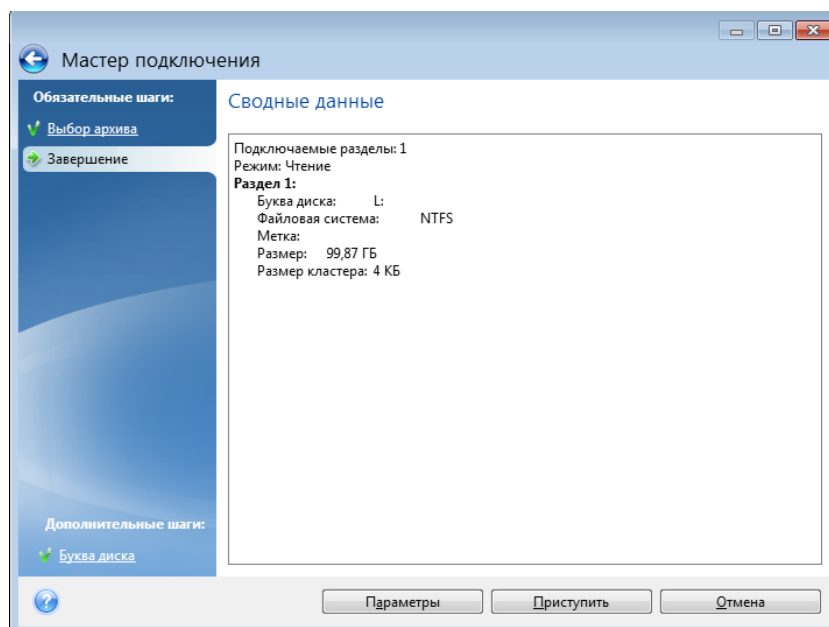 Мастер подключения
Обязательные шаги:
Выбор архива
Завершение
Сводные данные
Подключаемые разделы: 1
Режим: Чтение
Раздел 1:
Буква диска: L:
Файловая система: NTFS
Метка:
Размер: 99,87 ГБ
Размер кластера: 4 КБ
Дополнительные шаги:
Буква диска
Параметры Приступить Отмена